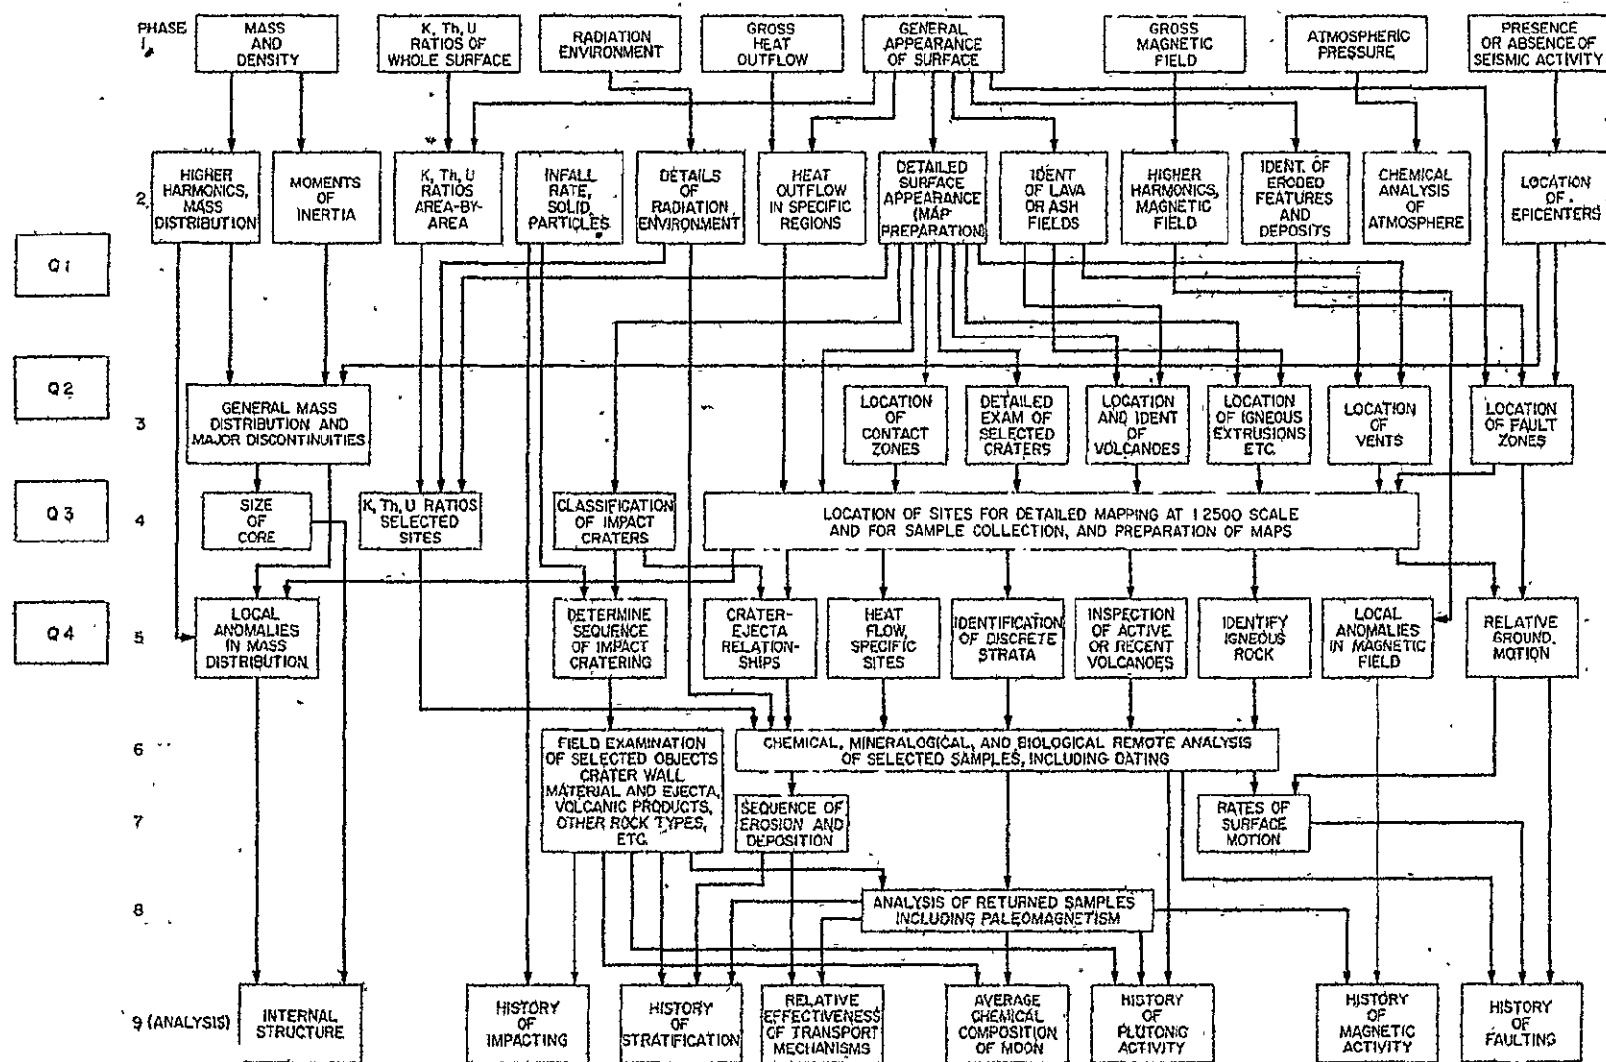 PHASE
1
MASS
AND
DENSITY
K, Th, U
RATIOS OF
WHOLE SURFACE
RADIATION
ENVIRONMENT
GROSS
HEAT
OUTFLOW
GENERAL
APPEARANCE
OF SURFACE
GROSS
MAGNETIC
FIELD
ATMOSPHERIC
PRESSURE
PRESENCE
OR ABSENCE OF
SEISMIC ACTIVITY
2
HIGHER
HARMONICS,
MASS
DISTRIBUTION
MOMENTS
OF
INERTIA
K, Th, U
RATIOS
AREA-BY-
AREA
INFALL
RATE,
SOLID
PARTICLES
DETAILS
OF
RADIATION
ENVIRONMENT
HEAT
OUTFLOW
IN SPECIFIC
REGIONS
DETAILED
SURFACE
APPEARANCE
(MAP
PREPARATION)
IDENT
OF LAVA
OR ASH
FIELDS
HIGHER
HARMONICS,
MAGNETIC
FIELD
IDENT. OF
ERODED
FEATURES
AND
DEPOSITS
CHEMICAL
ANALYSIS
OF
ATMOSPHERE
LOCATION
OF
EPICENTERS
Q1
Q2
3
GENERAL MASS
DISTRIBUTION AND
MAJOR DISCONTINUITIES
LOCATION
OF
CONTACT
ZONES
DETAILED
EXAM OF
SELECTED
CRATERS
LOCATION
AND IDENT
OF
VOLCANOES
LOCATION
OF IGNEOUS
EXTRUSIONS
ETC.
LOCATION
OF
VENTS
LOCATION
OF FAULT
ZONES
Q3
4
SIZE
OF
CORE
K, Th, U RATIOS
SELECTED
SITES
CLASSIFICATION
OF IMPACT
CRATERS
LOCATION OF SITES FOR DETAILED MAPPING AT 1 2500 SCALE
AND FOR SAMPLE COLLECTION, AND PREPARATION OF MAPS
Q4
5
LOCAL
ANOMALIES
IN MASS
DISTRIBUTION
DETERMINE
SEQUENCE
OF IMPACT
CRATERING
CRATER-
EJECTA
RELATION-
SHIPS
HEAT
FLOW,
SPECIFIC
SITES
IDENTIFICATION
OF DISCRETE
STRATA
INSPECTION
OF ACTIVE
OR RECENT
VOLCANOES
IDENTIFY
IGNEOUS
ROCK
LOCAL
ANOMALIES
IN MAGNETIC
FIELD
RELATIVE
GROUND
MOTION
6
FIELD EXAMINATION
OF SELECTED OBJECTS
CRATER WALL
MATERIAL AND EJECTA,
VOLCANIC PRODUCTS,
OTHER ROCK TYPES,
ETC.
CHEMICAL, MINERALOGICAL, AND BIOLOGICAL REMOTE ANALYSIS
OF SELECTED SAMPLES, INCLUDING DATING
7
SEQUENCE OF
EROSION AND
DEPOSITION
RATES OF
SURFACE
MOTION
8
ANALYSIS OF RETURNED SAMPLES
INCLUDING PALEOMAGNETISM
9 (ANALYSIS)
INTERNAL
STRUCTURE
HISTORY
OF
IMPACTING
HISTORY
OF
STRATIFICATION
RELATIVE
EFFECTIVENESS
OF TRANSPORT
MECHANISMS
AVERAGE
CHEMICAL
COMPOSITION
OF MOON
HISTORY
OF
PLUTONIC
ACTIVITY
HISTORY
OF
MAGNETIC
ACTIVITY
HISTORY
OF
FAULTING